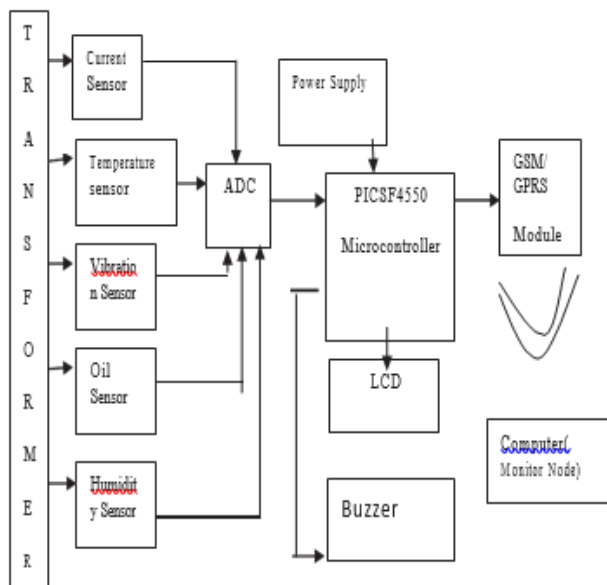 T
R
A
N
S
F
O
R
M
E
R
Current
Sensor
Temperature
sensor
Vibratio
n Sensor
Oil
Sensor
Humidit
y Sensor
ADC
Power Supply
PICSF4550
Microcontroller
LCD
Buzzer
GSM/
GPRS
Module
Computer(
Monitor Node)